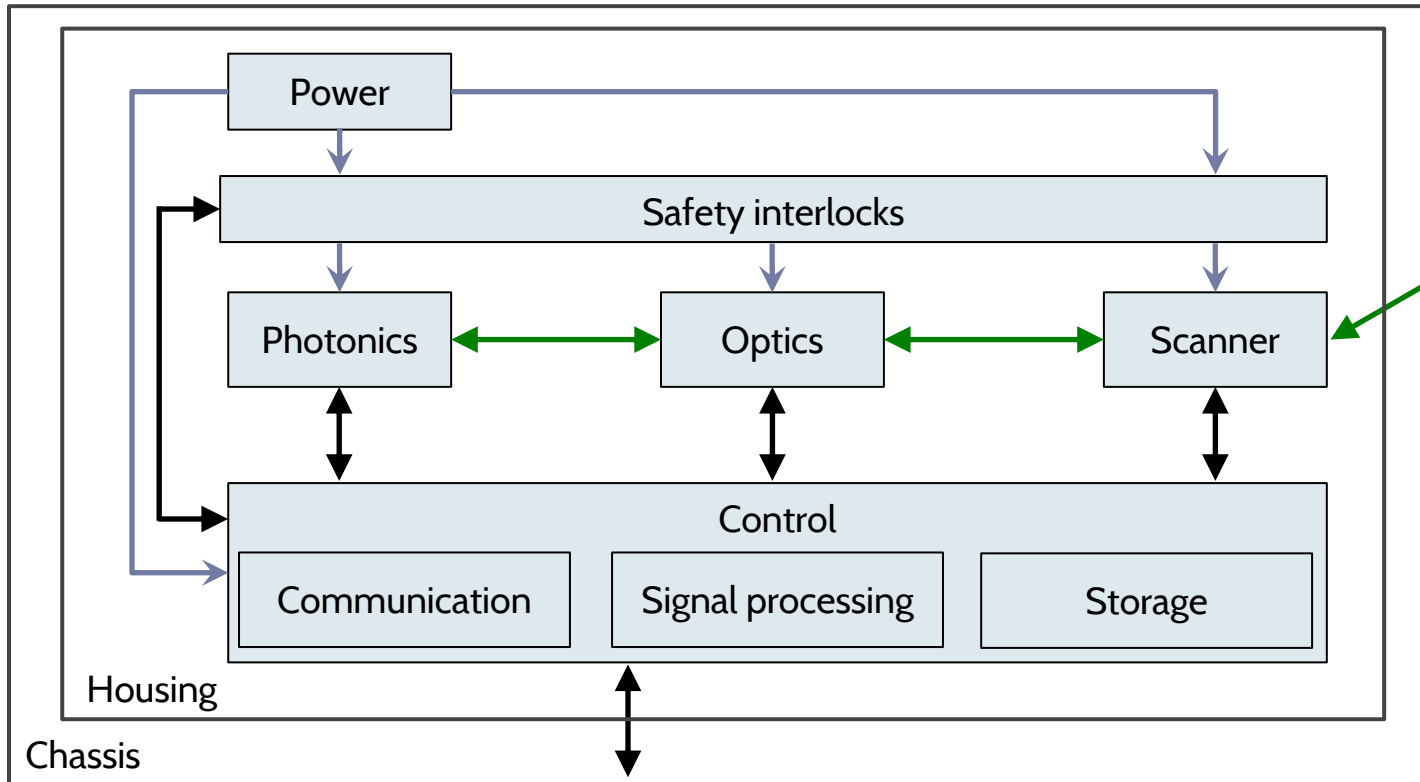 Power
Safety interlocks
Photonics
Optics
Scanner
Control
Communication
Signal processing
Storage
Housing
Chassis